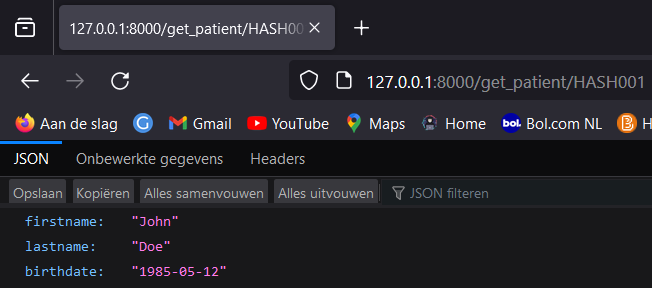 127.0.0.1:8000/get_patient/HASH00
127.0.0.1:8000/get_patient/HASH001
Aan de slag Gmail YouTube Maps Home bol. Bol.com NL H
JSON Onbewerkte gegevens Headers
Opslaan Kopiëren Alles samenvouwen Alles uitvouwen JSON filteren
firstname: "John"
lastname: "Doe"
birthdate: "1985-05-12"